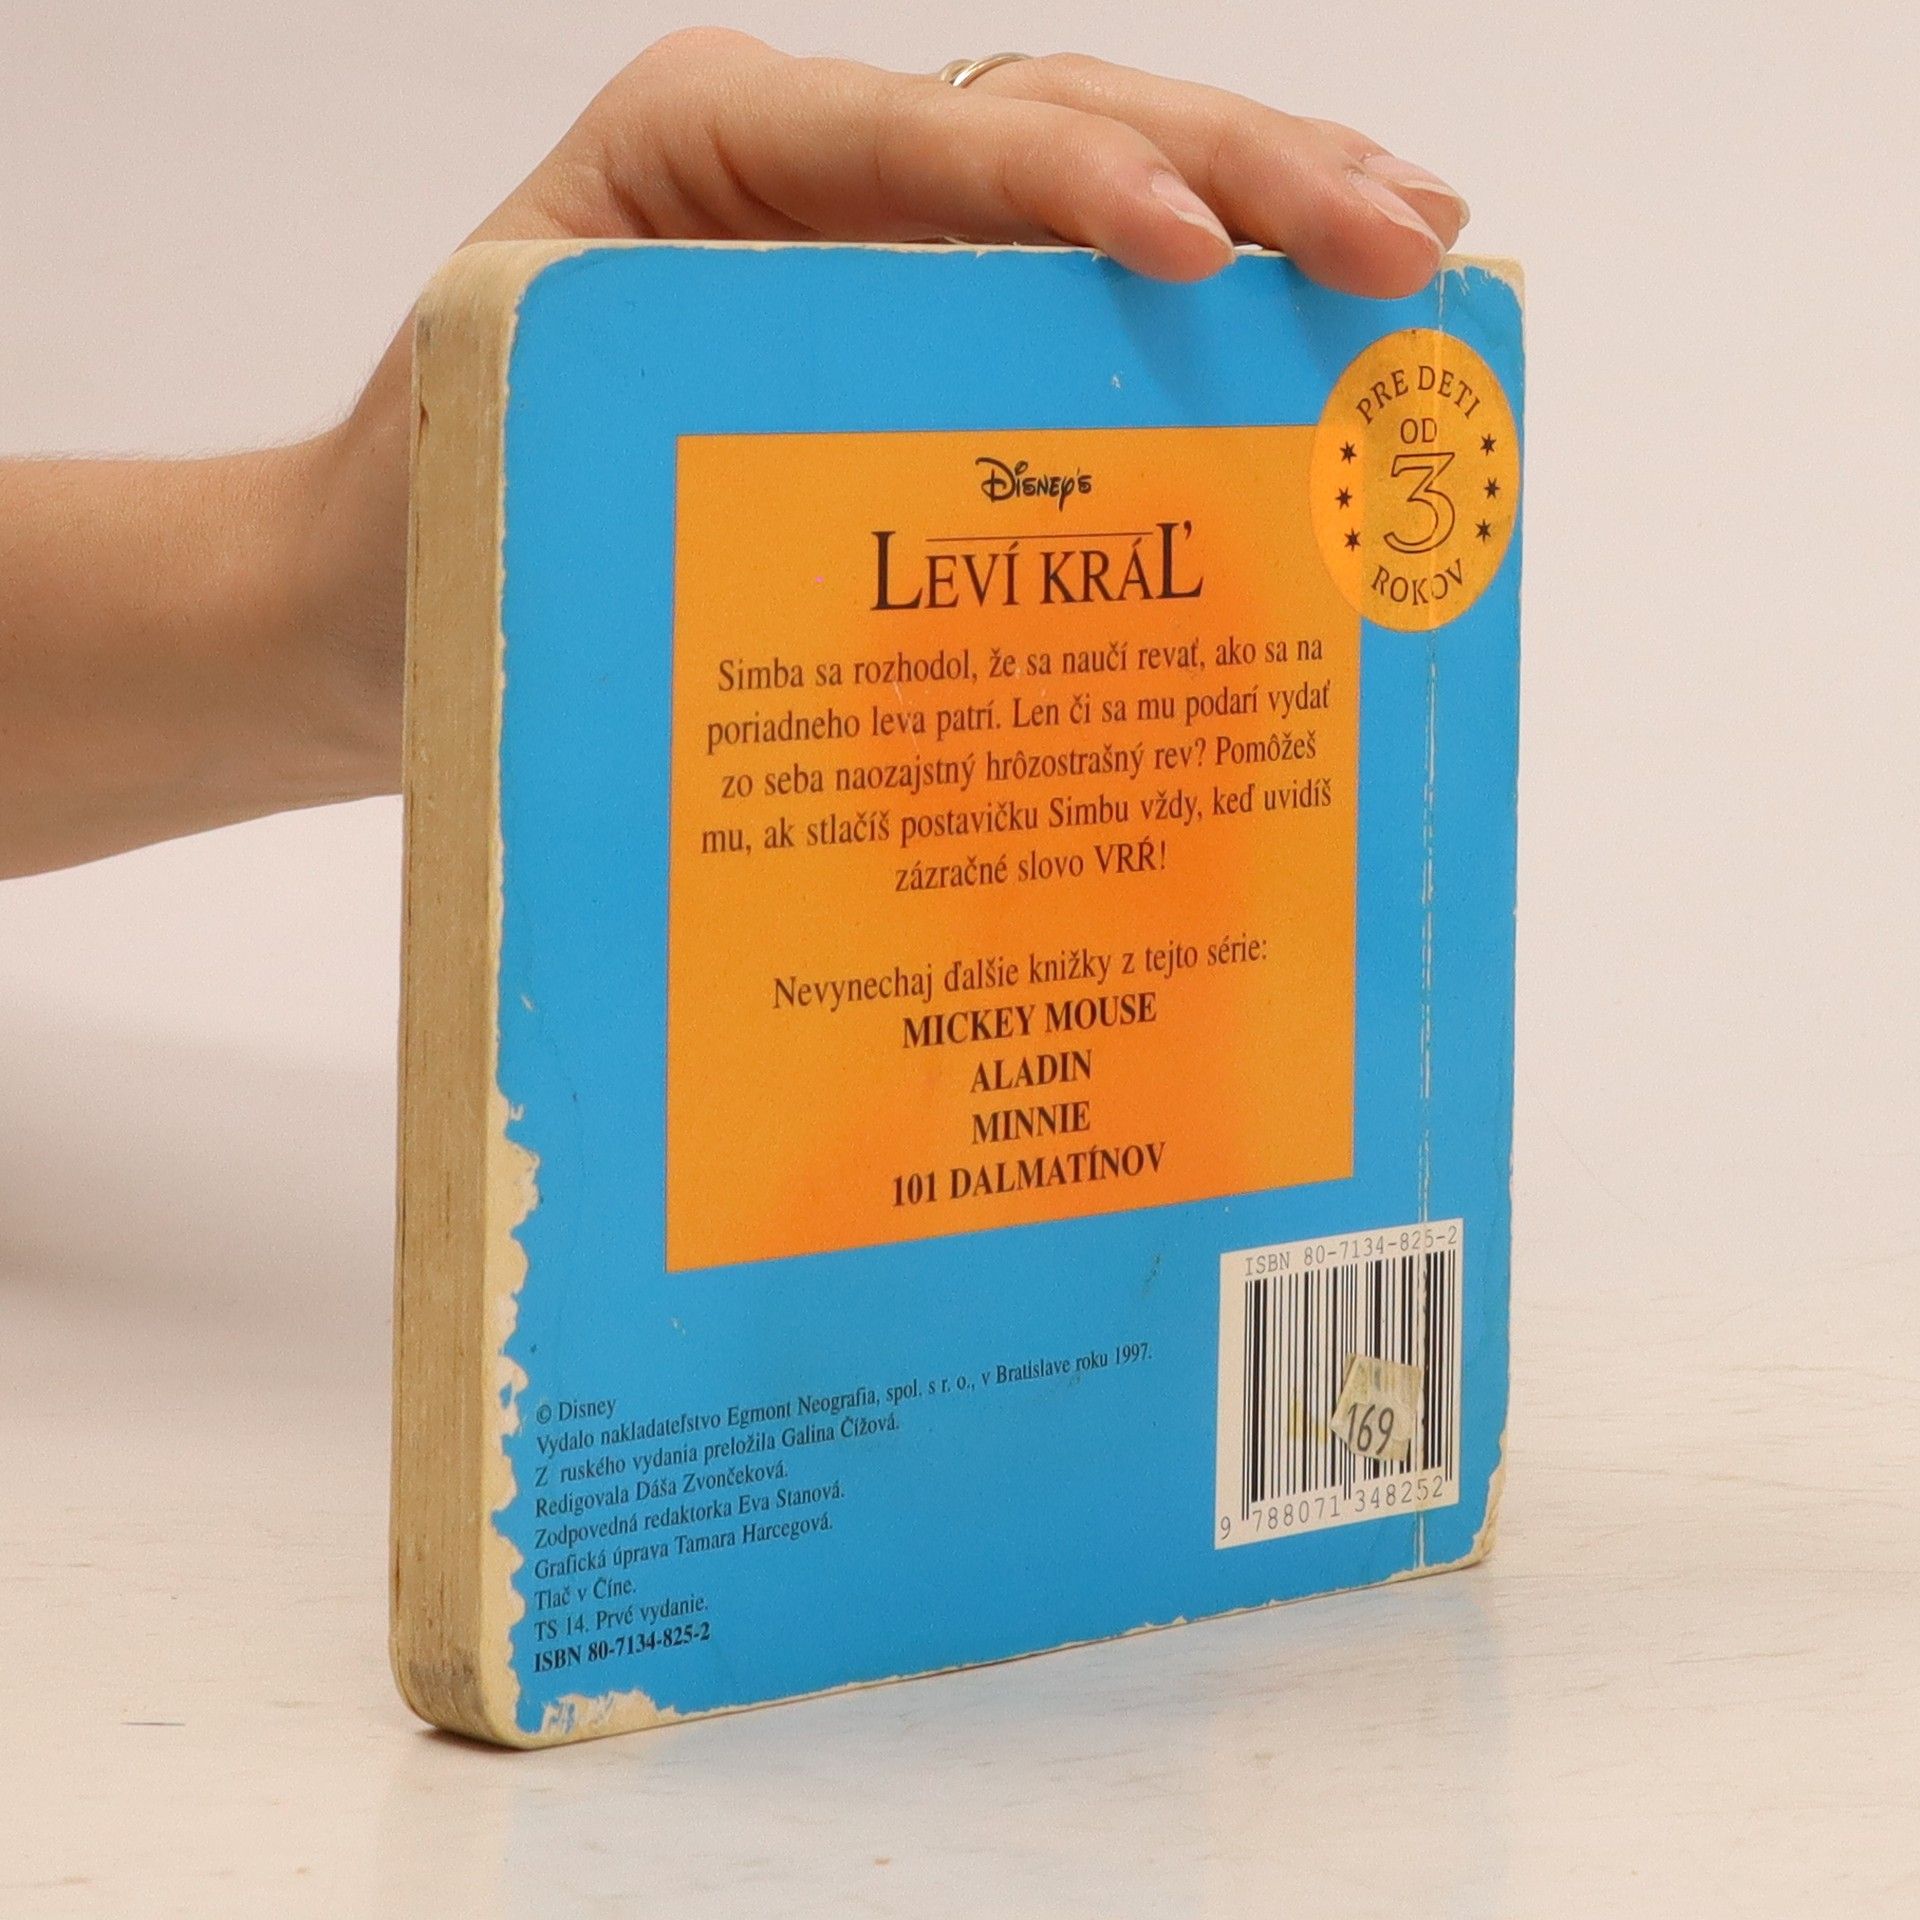 PRE DETI
OD
3
ROKOV
DISNEY'S
LEVÍ KRÁĽ
Simba sa rozhodol, že sa naučí revať, ako sa na
poriadneho leva patrí. Len či sa mu podarí vydať
zo seba naozajstný hrôzostrašný rev? Pomôžeš
mu, ak stlačíš postavičku Simbu vždy, keď uvidíš
zázračné slovo VRŔ!
Nevynechaj ďalšie knižky z tejto série:
MICKEY MOUSE
ALADIN
MINNIE
101 DALMATÍNOV
ISBN 80-7134-825-2
169
9 788071 348252
© Disney
Vydalo nakladateľstvo Egmont Neografia, spol. s r. o., v Bratislave roku 1997.
Z ruského vydania preložila Galina Čížová.
Redigovala Dáša Zvončeková.
Zodpovedná redaktorka Eva Stanová.
Grafická úprava Tamara Harcegová.
Tlač v Číne.
TS 14. Prvé vydanie.
ISBN 80-7134-825-2